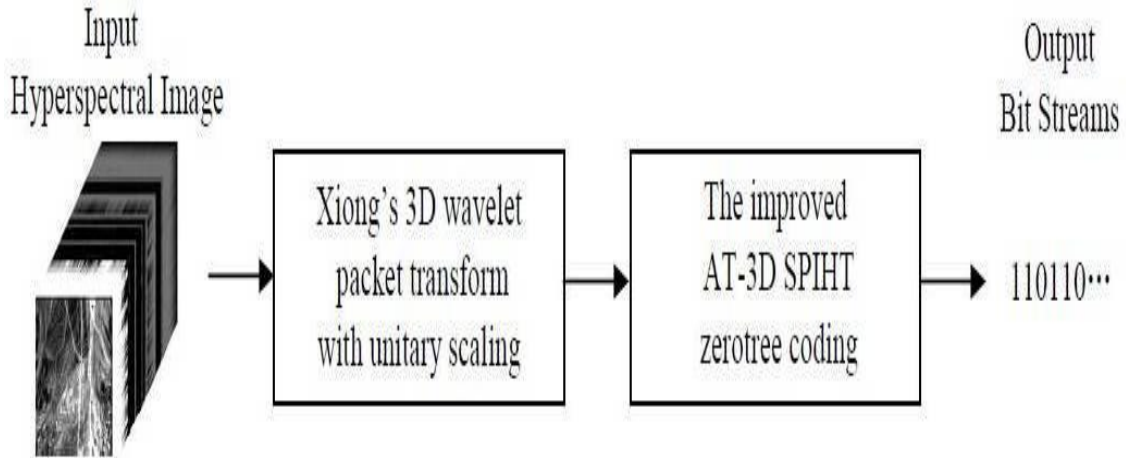 Input
Hyperspectral Image
Xiong's 3D wavelet
packet transform
with unitary scaling
The improved
AT-3D SPIHT
zerotree coding
Output
Bit Streams
110110···